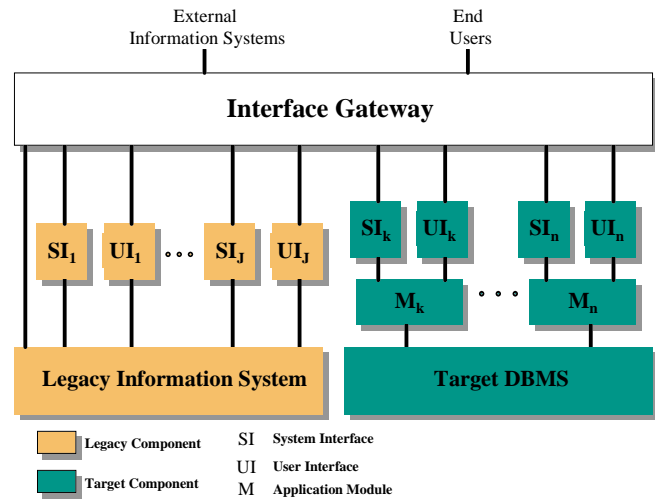 External
Information Systems
End
Users
Interface Gateway
SI1
UI1
SIJ
UIJ
SIk
UIk
SIn
UIn
Mk
Mn
Legacy Information System
Target DBMS
Legacy Component
SI System Interface
Target Component
UI User Interface
M Application Module